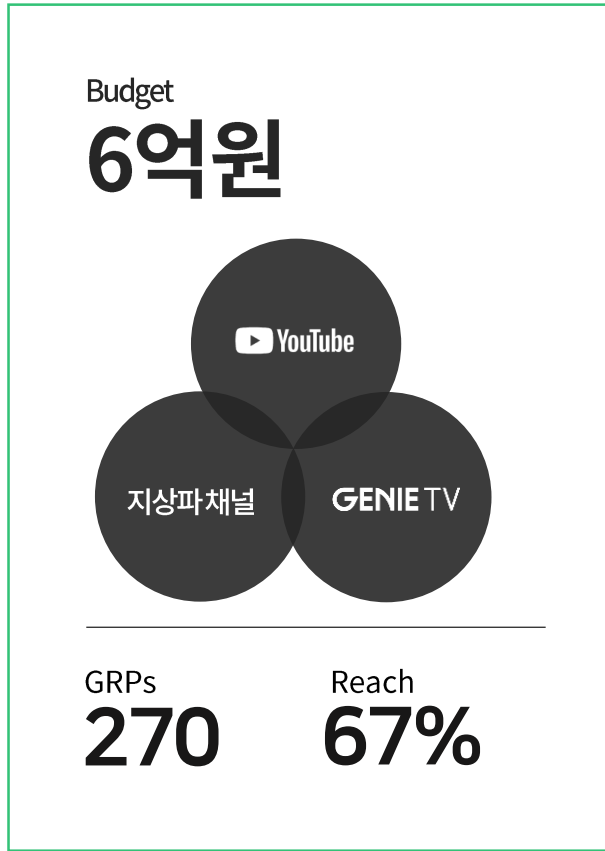 Budget
6억원
YouTube
지상파 채널
GENIE TV
GRPs
Reach
270
67%